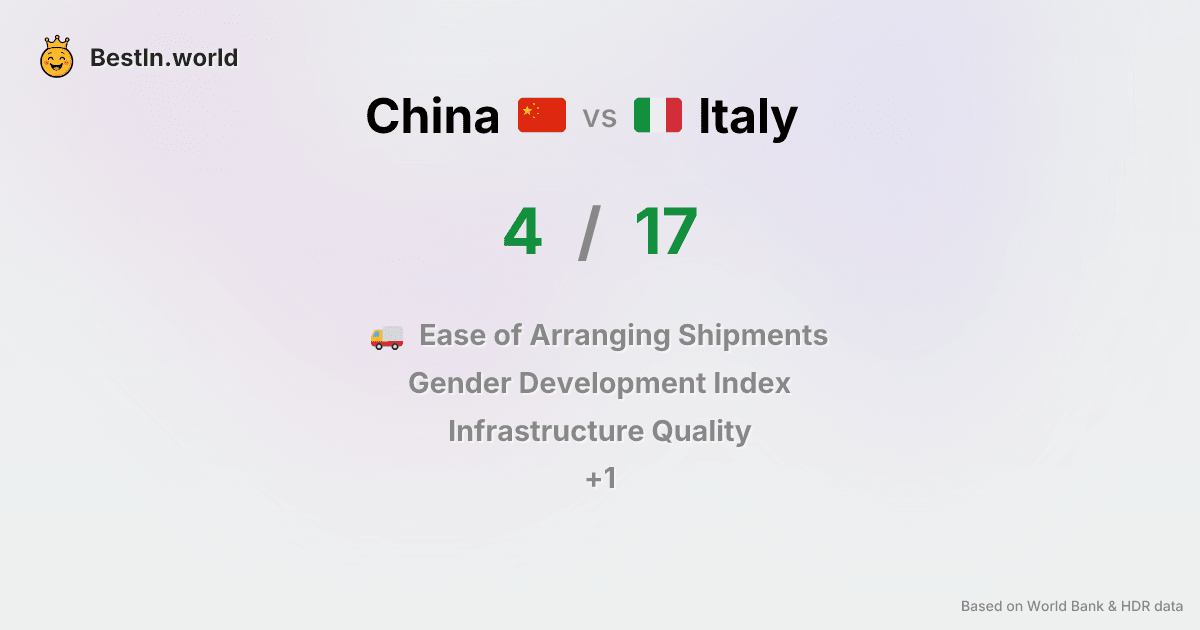 BestIn.world
China vs Italy
4 / 17
Ease of Arranging Shipments
Gender Development Index
Infrastructure Quality
+1
Based on World Bank & HDR data